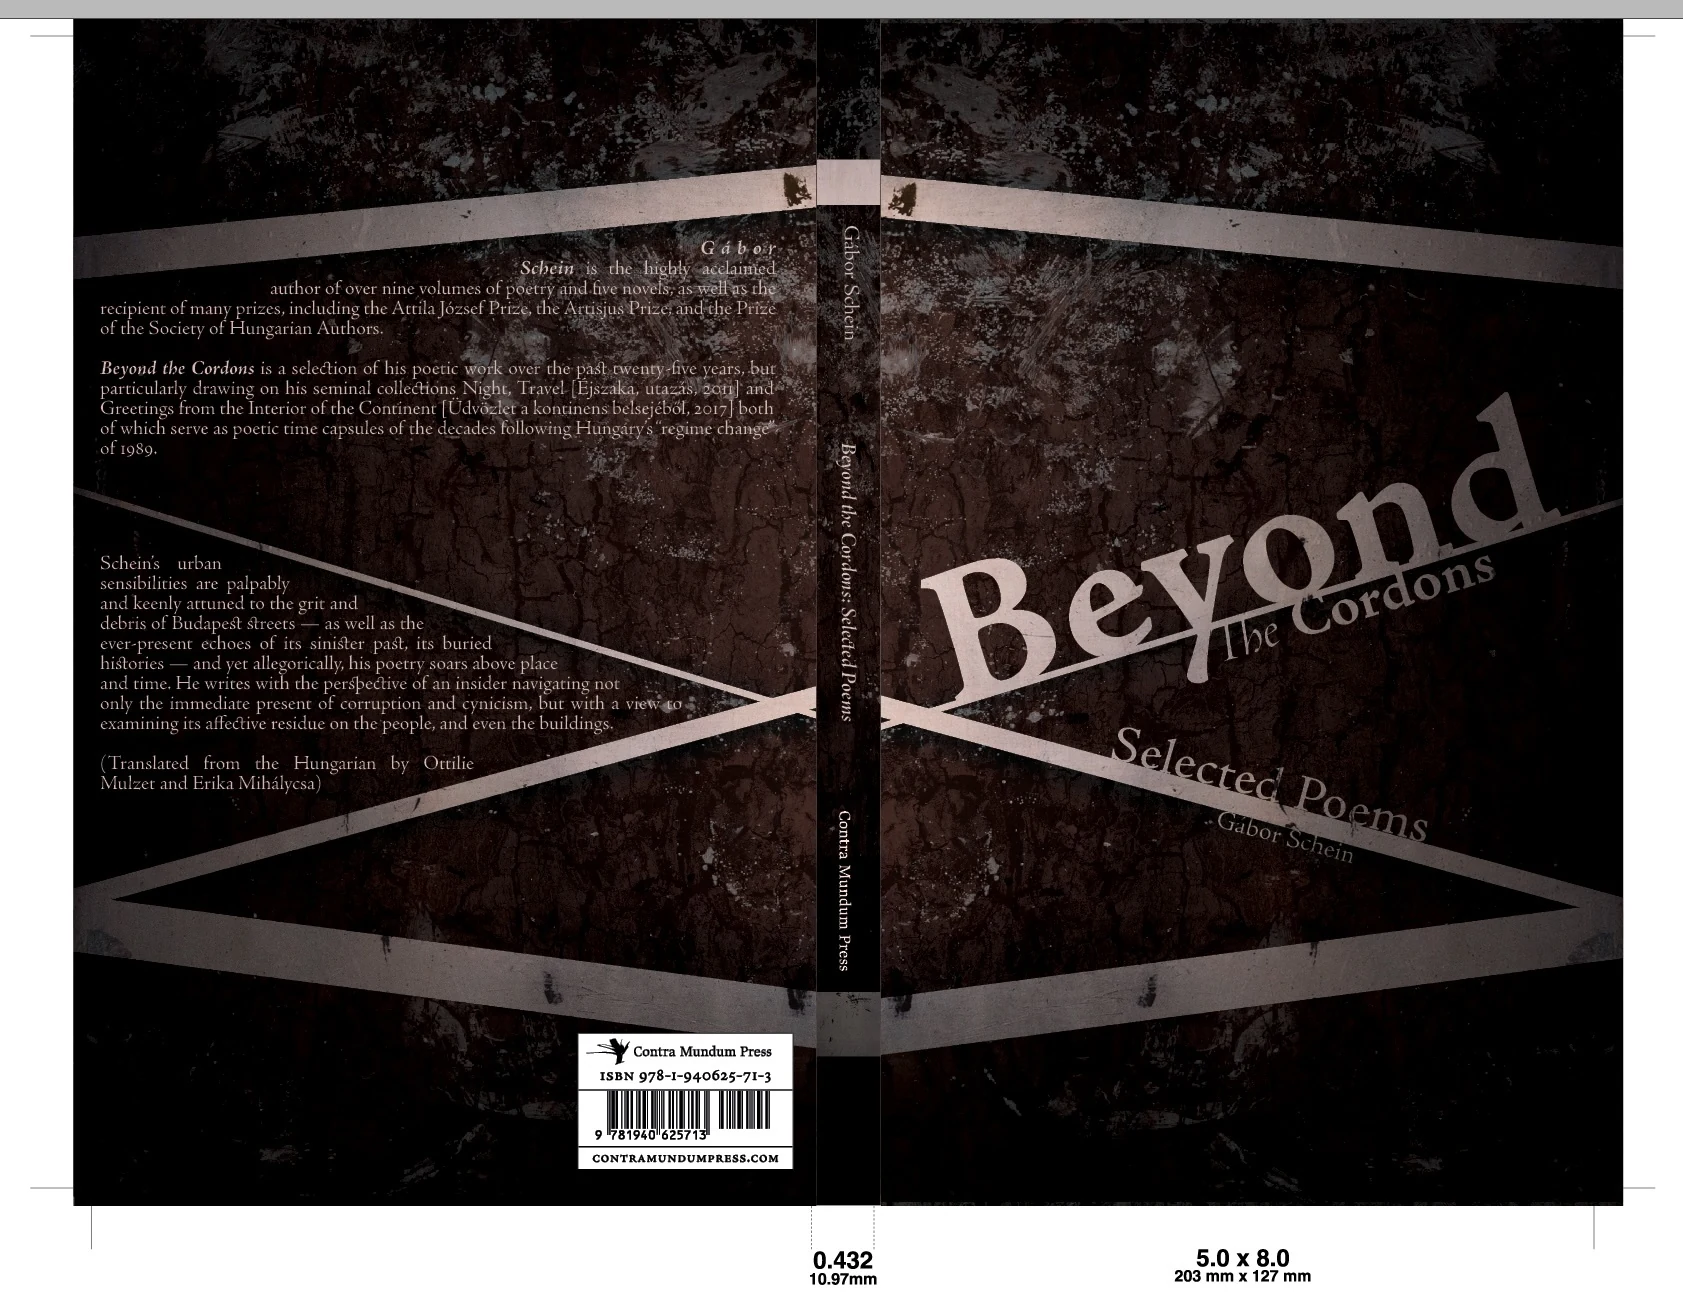 Gábor
Schein is the highly acclaimed
author of over nine volumes of poetry and five novels, as well as the
recipient of many prizes, including the Attila József Prize, the Artisjus Prize, and the Prize
of the Society of Hungarian Authors.
Beyond the Cordons is a selection of his poetic work over the past twenty-five years, but
particularly drawing on his seminal collections Night, Travel [Éjszaka, utazás, 2011] and
Greetings from the Interior of the Continent [Üdvözlet a kontinens belsejéből, 2017] both
of which serve as poetic time capsules of the decades following Hungary's “regime change”
of 1989.
Schein's urban
sensibilities are palpably
and keenly attuned to the grit and
debris of Budapest streets — as well as the
ever-present echoes of its sinister past, its buried
histories — and yet allegorically, his poetry soars above place
and time. He writes with the perspective of an insider navigating not
only the immediate present of corruption and cynicism, but with a view to
examining its affective residue on the people, and even the buildings.
(Translated from the Hungarian by Ottilie
Mulzet and Erika Mihálycsa)
Contra Mundum Press
ISBN 978-1-940625-71-3
9 781940 625713
CONTRAMUNDUMPRESS.COM
Gábor Schein
Beyond the Cordons: Selected Poems
Contra Mundum Press
Beyond
The Cordons
Selected Poems
Gábor Schein
0.432
10.97mm
5.0 x 8.0
203 mm x 127 mm